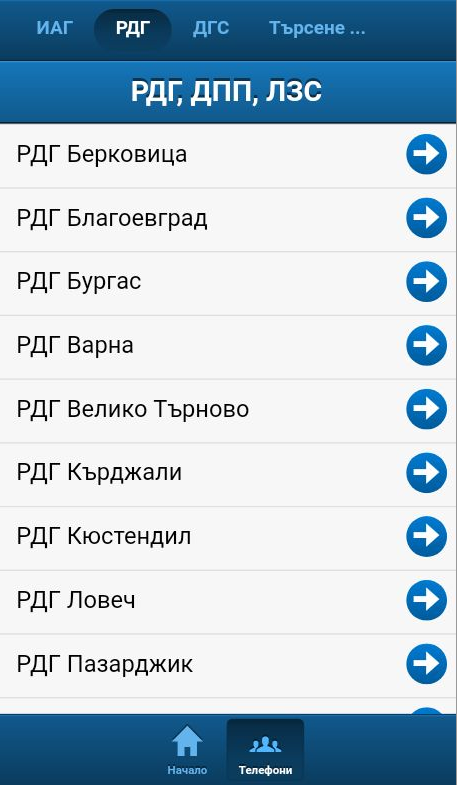 ИАГ РДГ ДГС Търсене ...
РДГ, ДПП, ЛЗС
РДГ Берковица
РДГ Благоевград
РДГ Бургас
РДГ Варна
РДГ Велико Търново
РДГ Кърджали
РДГ Кюстендил
РДГ Ловеч
РДГ Пазарджик
Начало Телефони